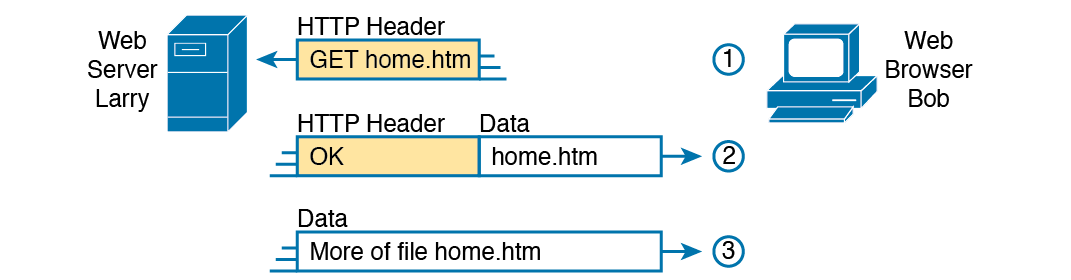 Web
Server
Larry
HTTP Header
GET home.htm
1
Web
Browser
Bob
HTTP Header
Data
OK
home.htm
2
Data
More of file home.htm
3